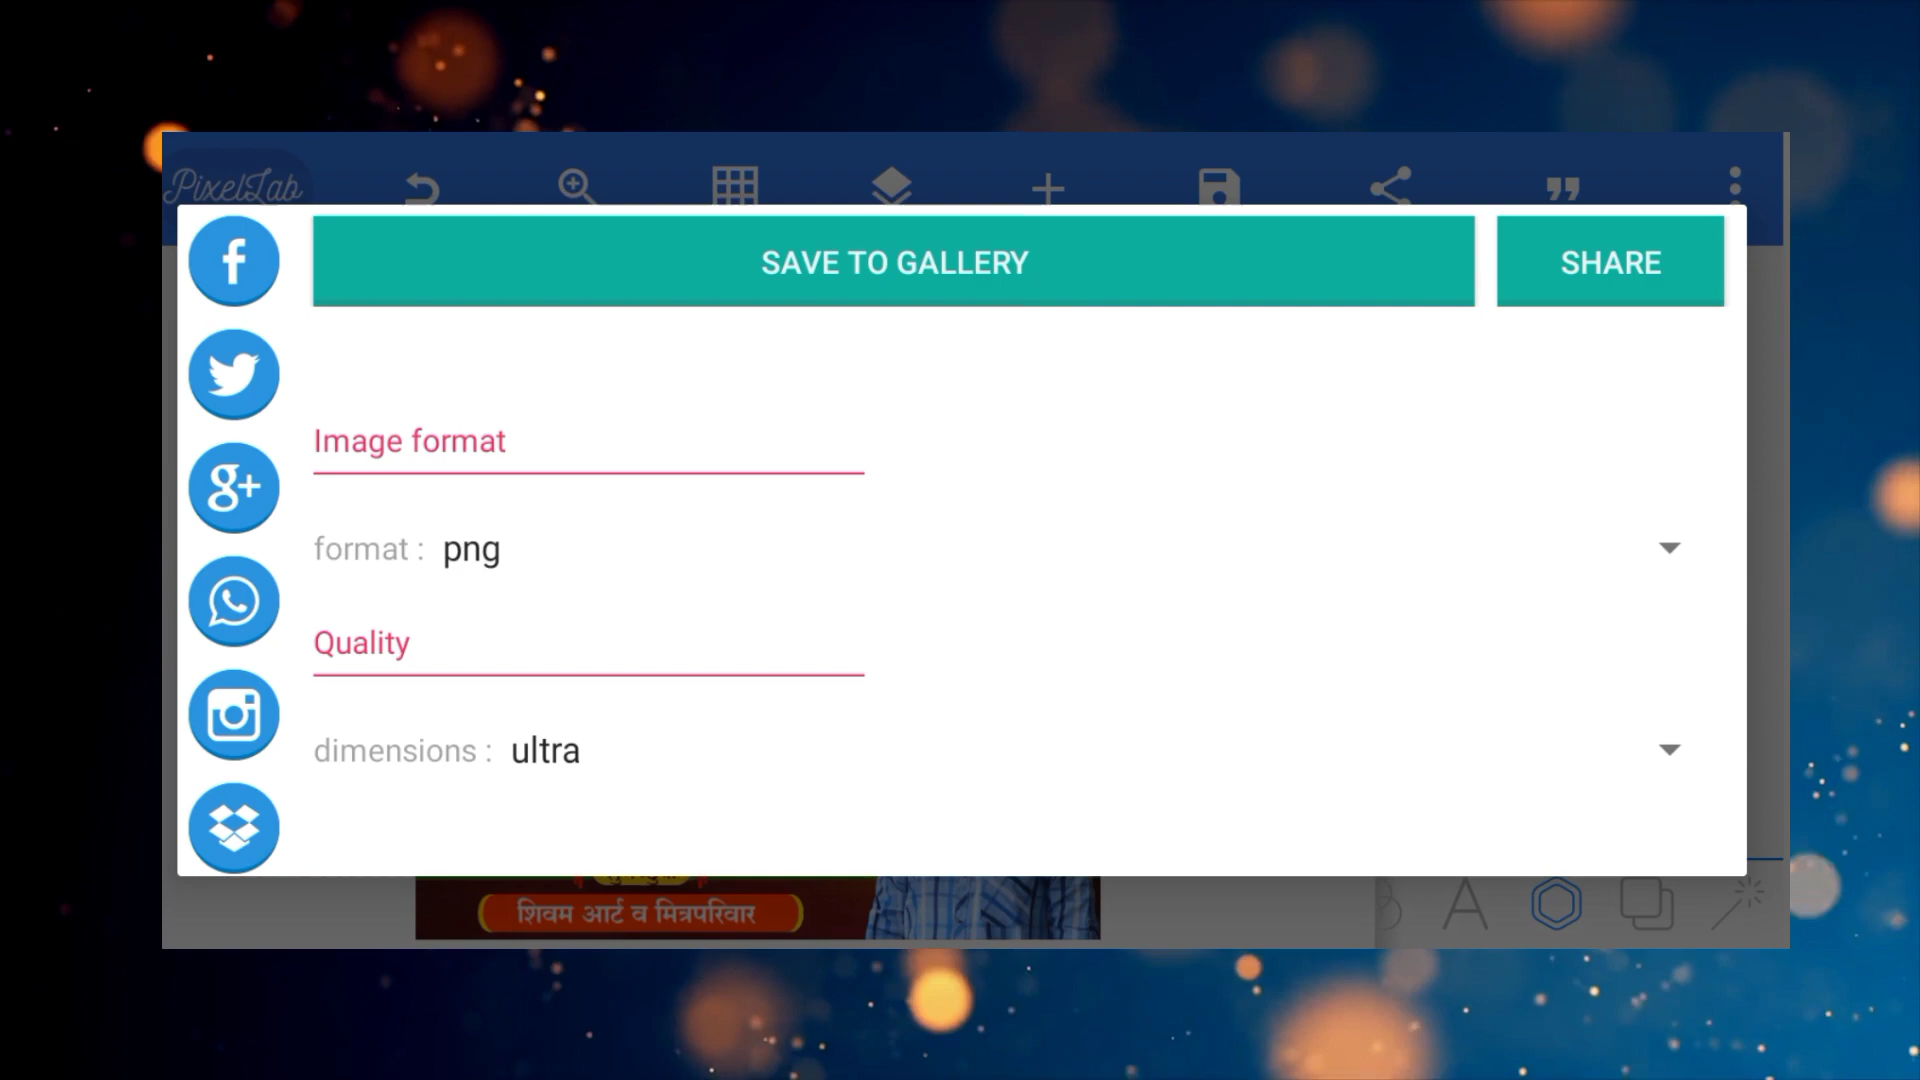 PixelLab
SAVE TO GALLERY
SHARE
Image format
format : png
Quality
dimensions : ultra
शिवम आर्ट व मित्रपरिवार